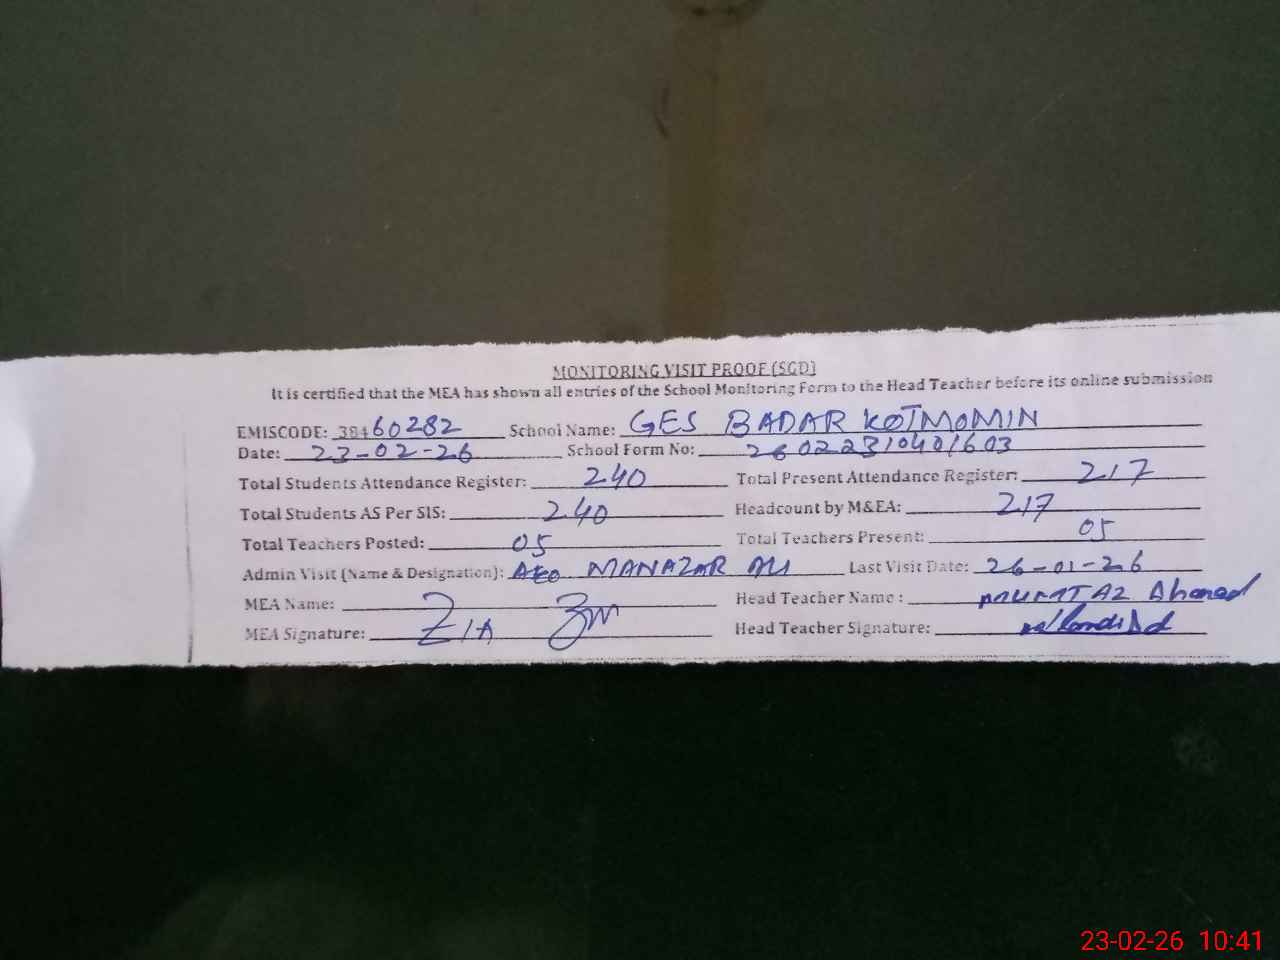 MONITORING VISIT PROOF (SGD)
It is certified that the MEA has shown all entries of the School Monitoring Form to the Head Teacher before its online submission
EMISCODE: 38460282 School Name: GES BADAR KOTMOMIN
Date: 23-02-26 School Form No: 26022310401603
Total Students Attendance Register: 240 Total Present Attendance Register: 217
Total Students AS Per SIS: 240 Headcount by M&EA: 217
Total Teachers Posted: 05 Total Teachers Present: 05
Admin Visit (Name & Designation): AEO MANAZAR ALI Last Visit Date: 26-01-26
MEA Name: ZIA Head Teacher Name : MUMTAZ Ahmed
MEA Signature: Head Teacher Signature:
23-02-26 10:41